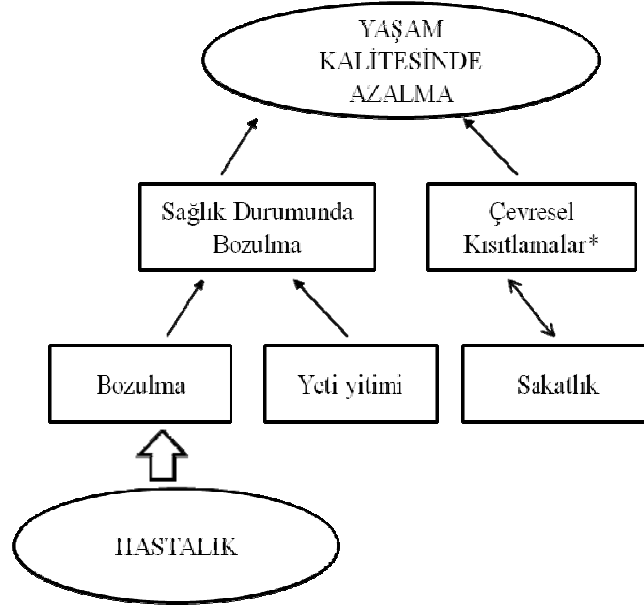 YAŞAM
KALİTESİNDE
AZALMA
Sağlık Durumunda
Bozulma
Çevresel
Kısıtlamalar*
Bozulma
Yeti yitimi
Sakatlık
HASTALIK